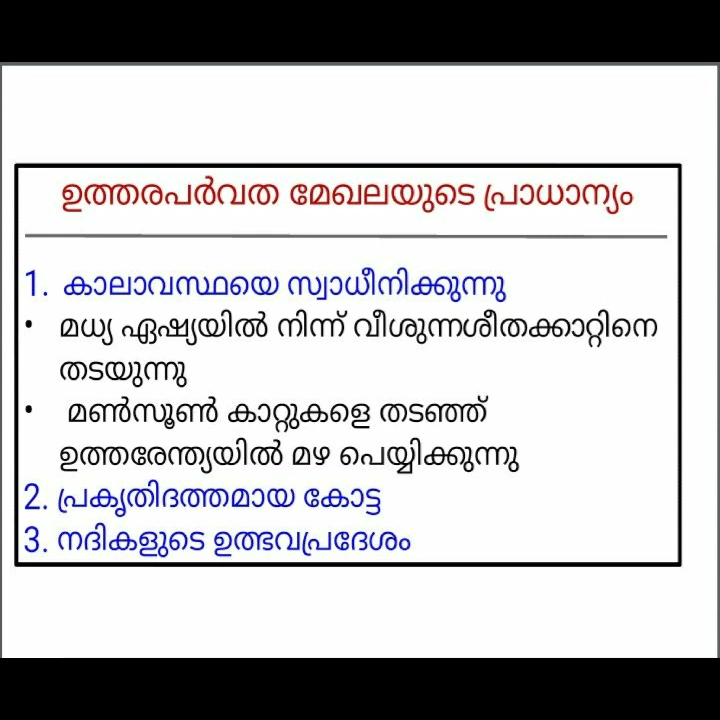 ഉത്തരപർവത മേഖലയുടെ പ്രാധാന്യം
1. കാലാവസ്ഥയെ സ്വാധീനിക്കുന്നു
• മധ്യ ഏഷ്യയിൽ നിന്ന് വീശുന്നശീതക്കാറ്റിനെ
തടയുന്നു
• മൺസൂൺ കാറ്റുകളെ തടഞ്ഞ്
ഉത്തരേന്ത്യയിൽ മഴ പെയ്യിക്കുന്നു
2. പ്രകൃതിദത്തമായ കോട്ട
3. നദികളുടെ ഉത്ഭവപ്രദേശം